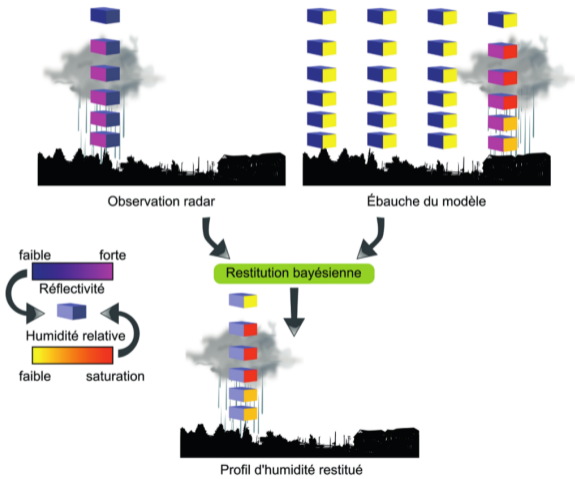 Observation radar
Ébauche du modèle
Restitution bayésienne
faible forte
Réflectivité
Humidité relative
faible saturation
Profil d'humidité restitué